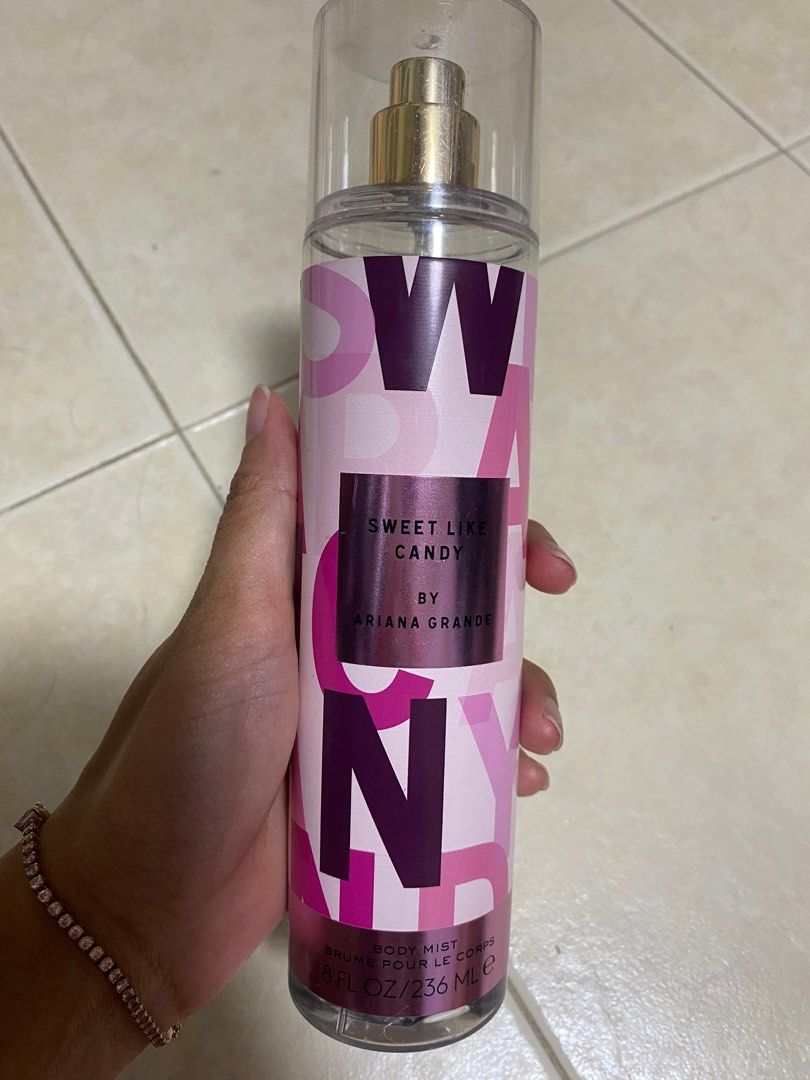 W
SWEET LIKE
CANDY
BY
ARIANA GRANDE
C
N
Y
BODY MIST
BRUME POUR LE CORPS
8 FL OZ/236 ML e